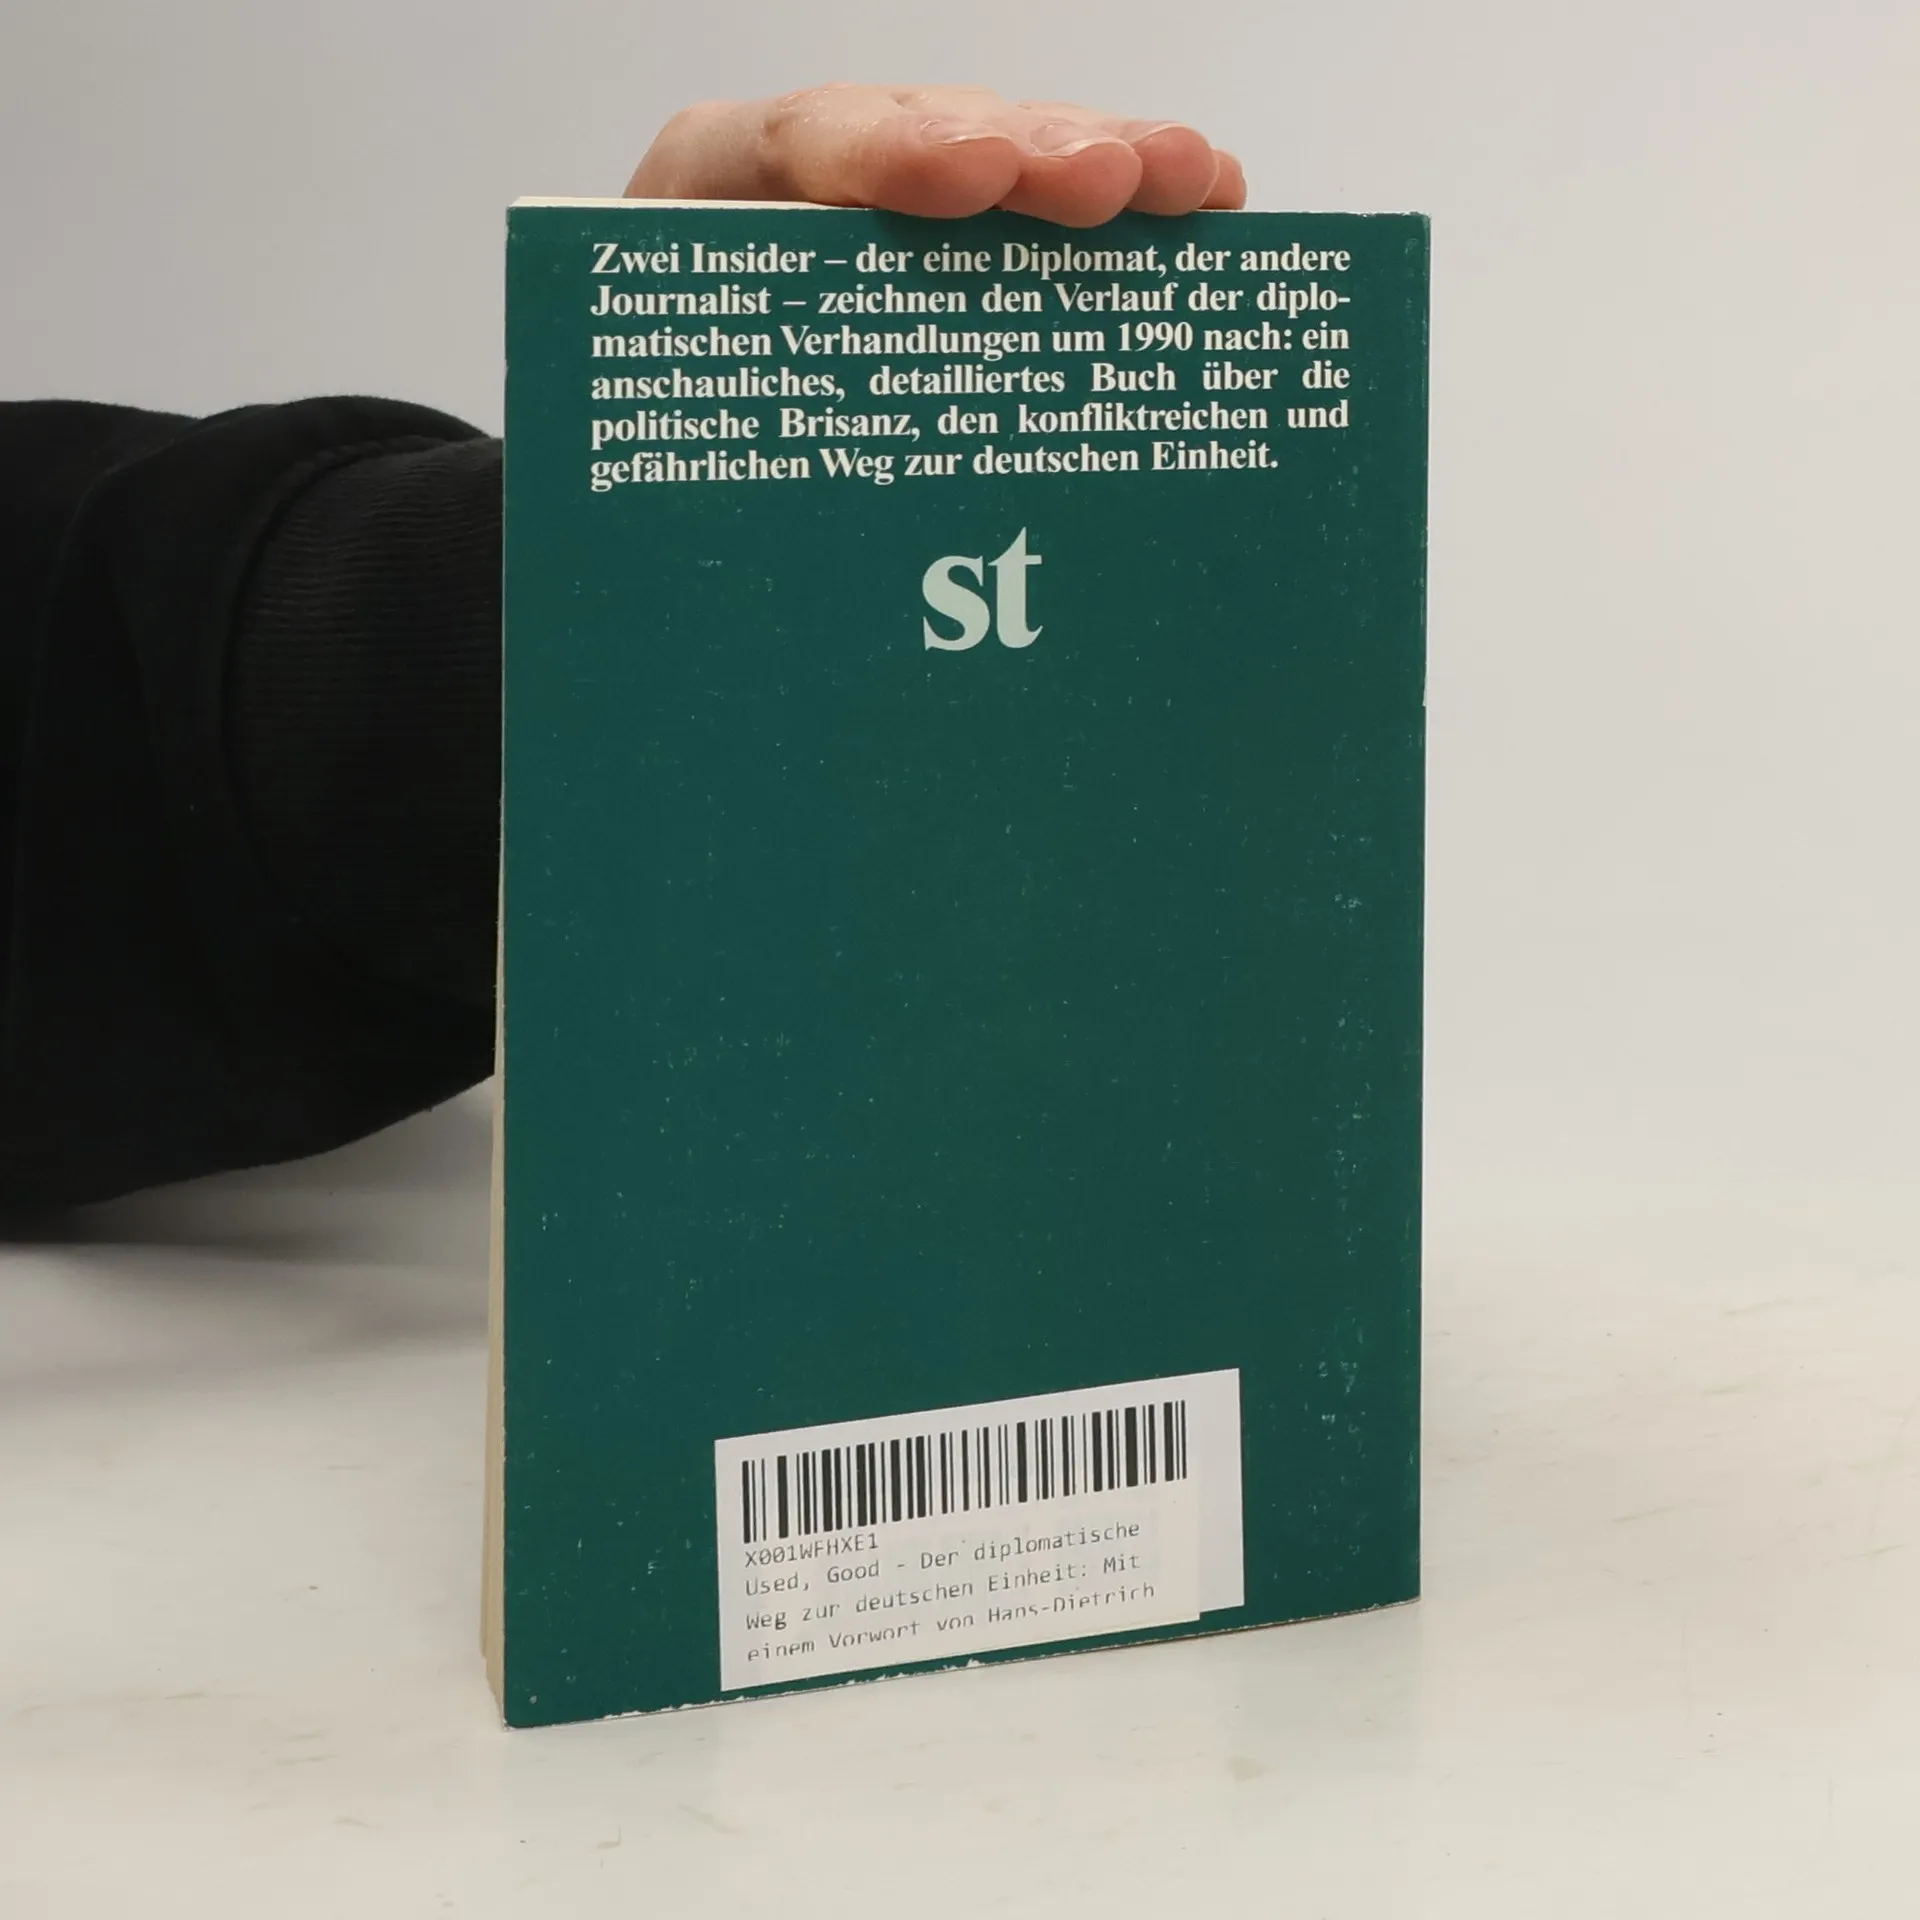 Zwei Insider – der eine Diplomat, der andere
Journalist – zeichnen den Verlauf der diplo-
matischen Verhandlungen um 1990 nach: ein
anschauliches, detailliertes Buch über die
politische Brisanz, den konfliktreichen und
gefährlichen Weg zur deutschen Einheit.
st
X001WFHXE1
Used, Good - Der diplomatische
Weg zur deutschen Einheit: Mit
einem Vorwort von Hans-Dietrich